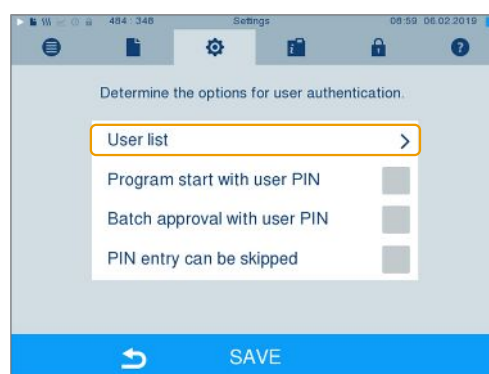 484 : 346 Settings 08:59 06.02.2019
Determine the options for user authentication.
User list
Program start with user PIN
Batch approval with user PIN
PIN entry can be skipped
SAVE